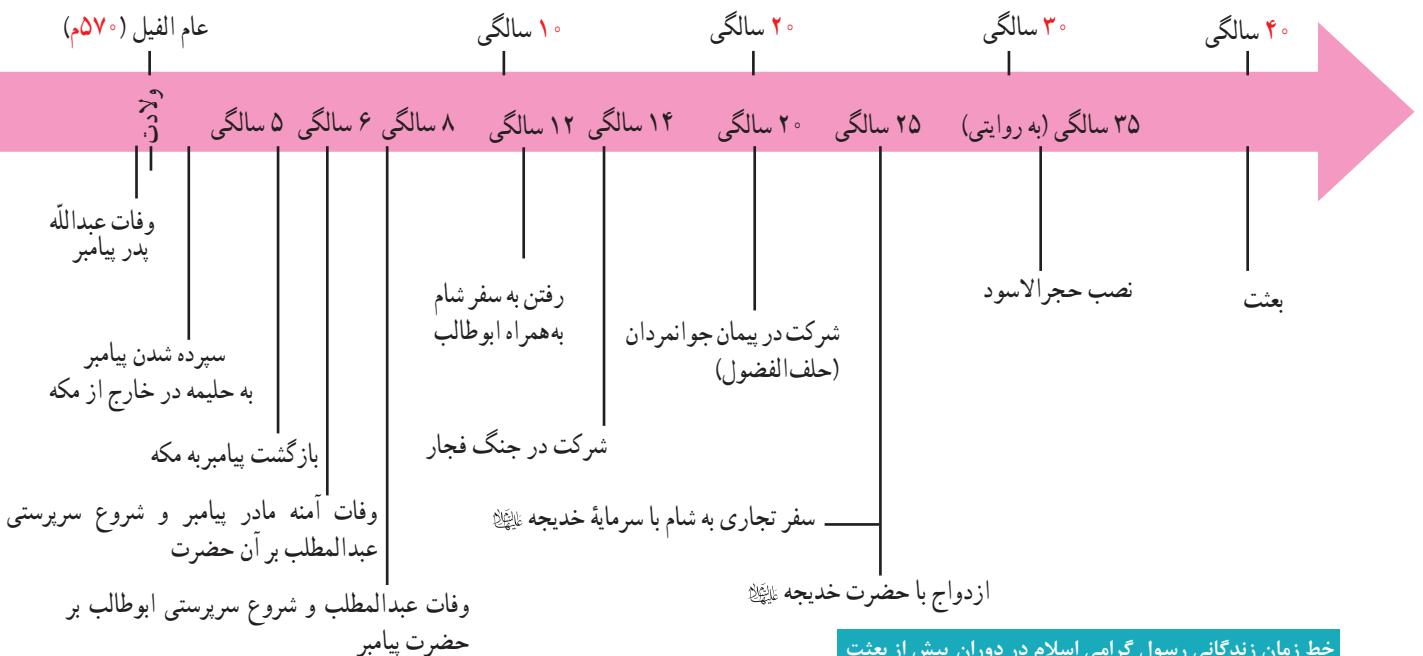 عام الفیل (۵۷۰م)
۱۰ سالگی
۲۰ سالگی
۳۰ سالگی
۴۰ سالگی
ولادت
۵ سالگی
۶ سالگی
۸ سالگی
۱۲ سالگی
۱۴ سالگی
۲۰ سالگی
۲۵ سالگی
۳۵ سالگی (به روایتی)
وفات عبداللّه
پدر پیامبر
سپرده شدن پیامبر
به حلیمه در خارج از مکه
بازگشت پیامبربه مکه
وفات آمنه مادر پیامبر و شروع سرپرستی
عبدالمطلب بر آن حضرت
وفات عبدالمطلب و شروع سرپرستی ابوطالب بر
حضرت پیامبر
رفتن به سفر شام
به‌همراه ابوطالب
شرکت در جنگ فجار
شرکت در پیمان جوانمردان
(حلف‌الفضول)
سفر تجاری به شام با سرمایۀ خدیجه علیهاالسلام
ازدواج با حضرت خدیجه علیهاالسلام
نصب حجرالاسود
بعثت
خط زمان زندگانی رسول گرامی اسلام در دوران پیش از بعثت